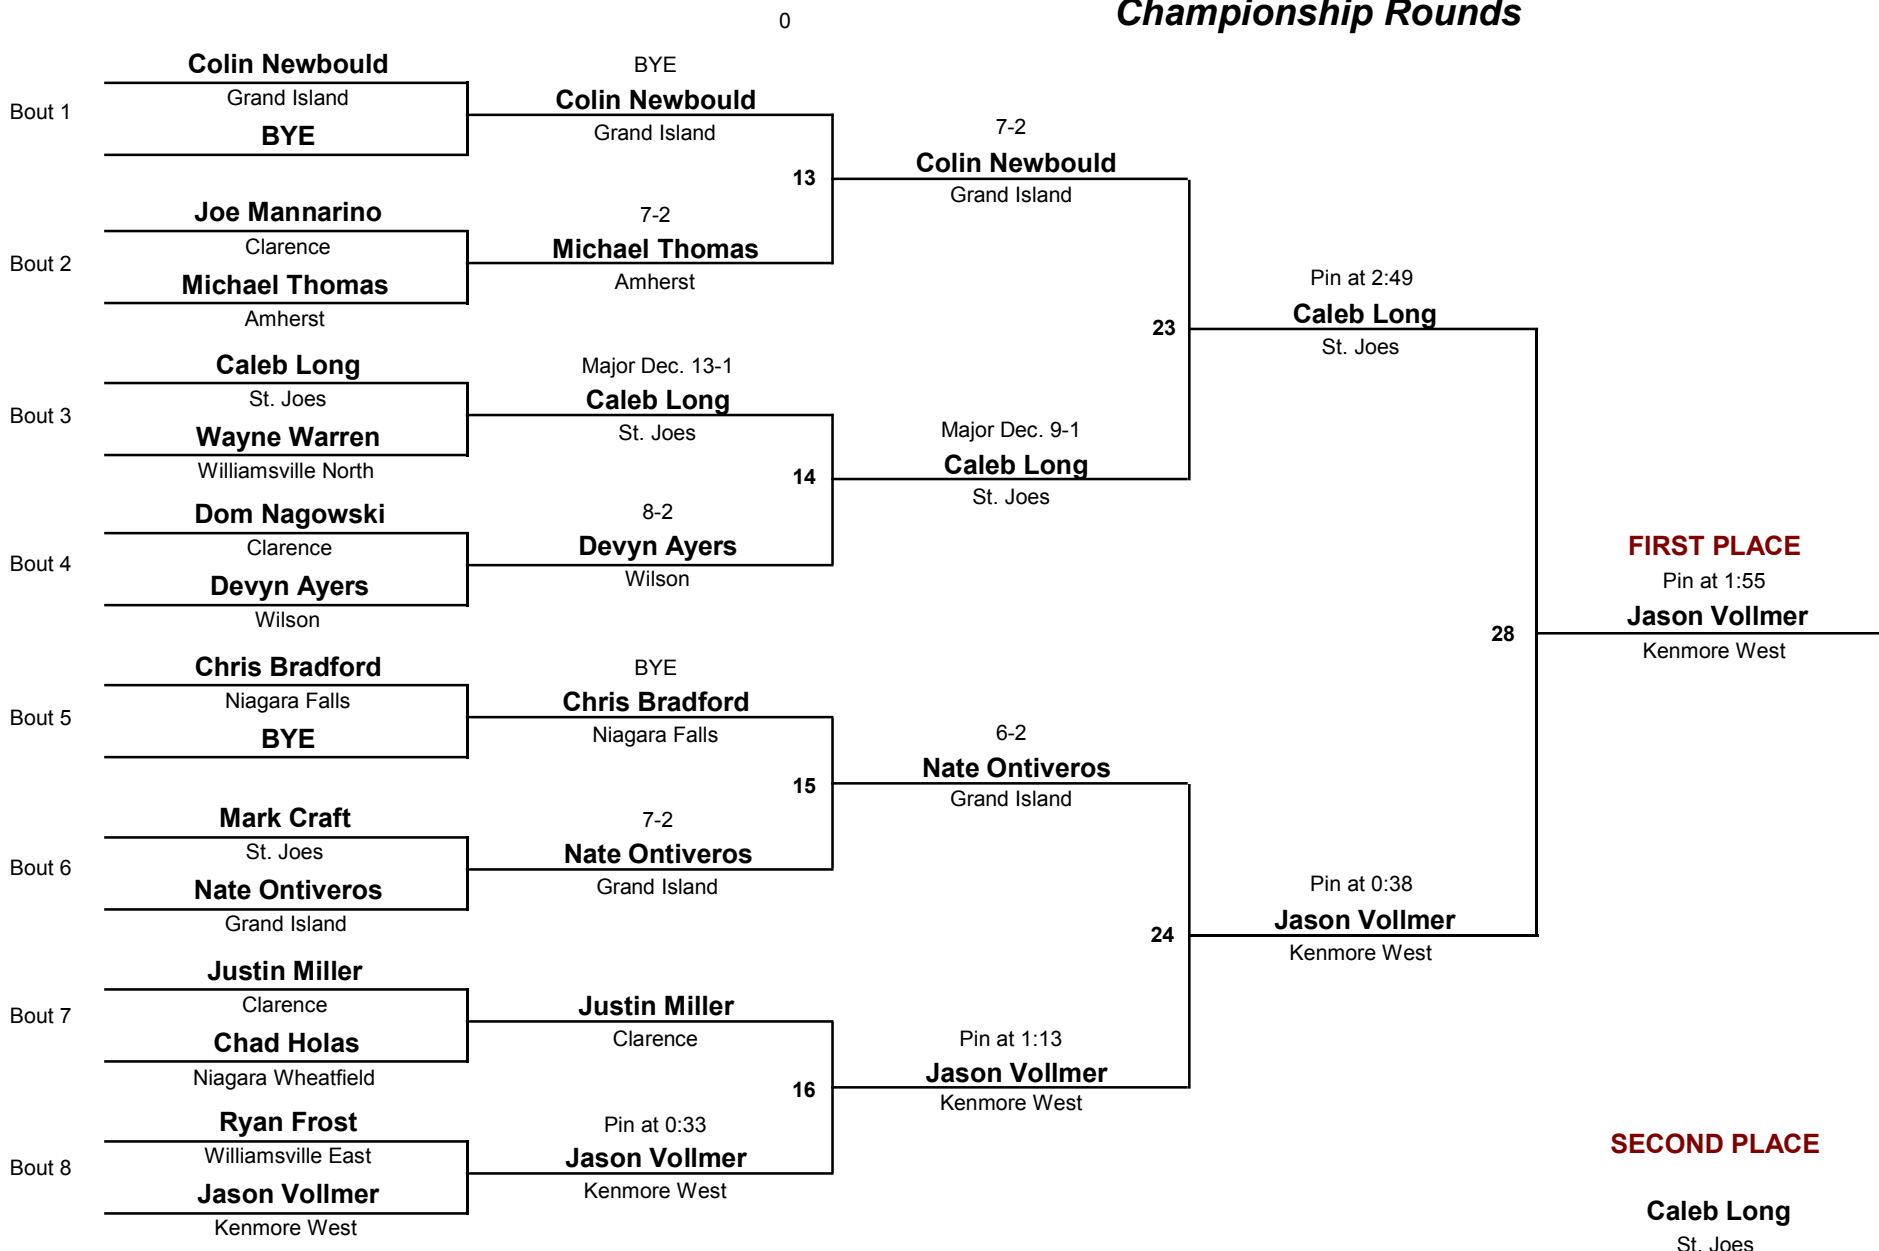 0
Championship Rounds
Bout 1
Colin Newbould
Grand Island
BYE
Bout 2
Joe Mannarino
Clarence
Michael Thomas
Amherst
Bout 3
Caleb Long
St. Joes
Wayne Warren
Williamsville North
Bout 4
Dom Nagowski
Clarence
Devyn Ayers
Wilson
Bout 5
Chris Bradford
Niagara Falls
BYE
Bout 6
Mark Craft
St. Joes
Nate Ontiveros
Grand Island
Bout 7
Justin Miller
Clarence
Chad Holas
Niagara Wheatfield
Bout 8
Ryan Frost
Williamsville East
Jason Vollmer
Kenmore West
BYE
Colin Newbould
Grand Island
13
7-2
Michael Thomas
Amherst
Major Dec. 13-1
Caleb Long
St. Joes
14
8-2
Devyn Ayers
Wilson
BYE
Chris Bradford
Niagara Falls
15
7-2
Nate Ontiveros
Grand Island
Justin Miller
Clarence
16
Pin at 0:33
Jason Vollmer
Kenmore West
7-2
Colin Newbould
Grand Island
23
Major Dec. 9-1
Caleb Long
St. Joes
6-2
Nate Ontiveros
Grand Island
24
Pin at 1:13
Jason Vollmer
Kenmore West
Pin at 2:49
Caleb Long
St. Joes
28
Pin at 0:38
Jason Vollmer
Kenmore West
FIRST PLACE
Pin at 1:55
Jason Vollmer
Kenmore West
SECOND PLACE
Caleb Long
St. Joes